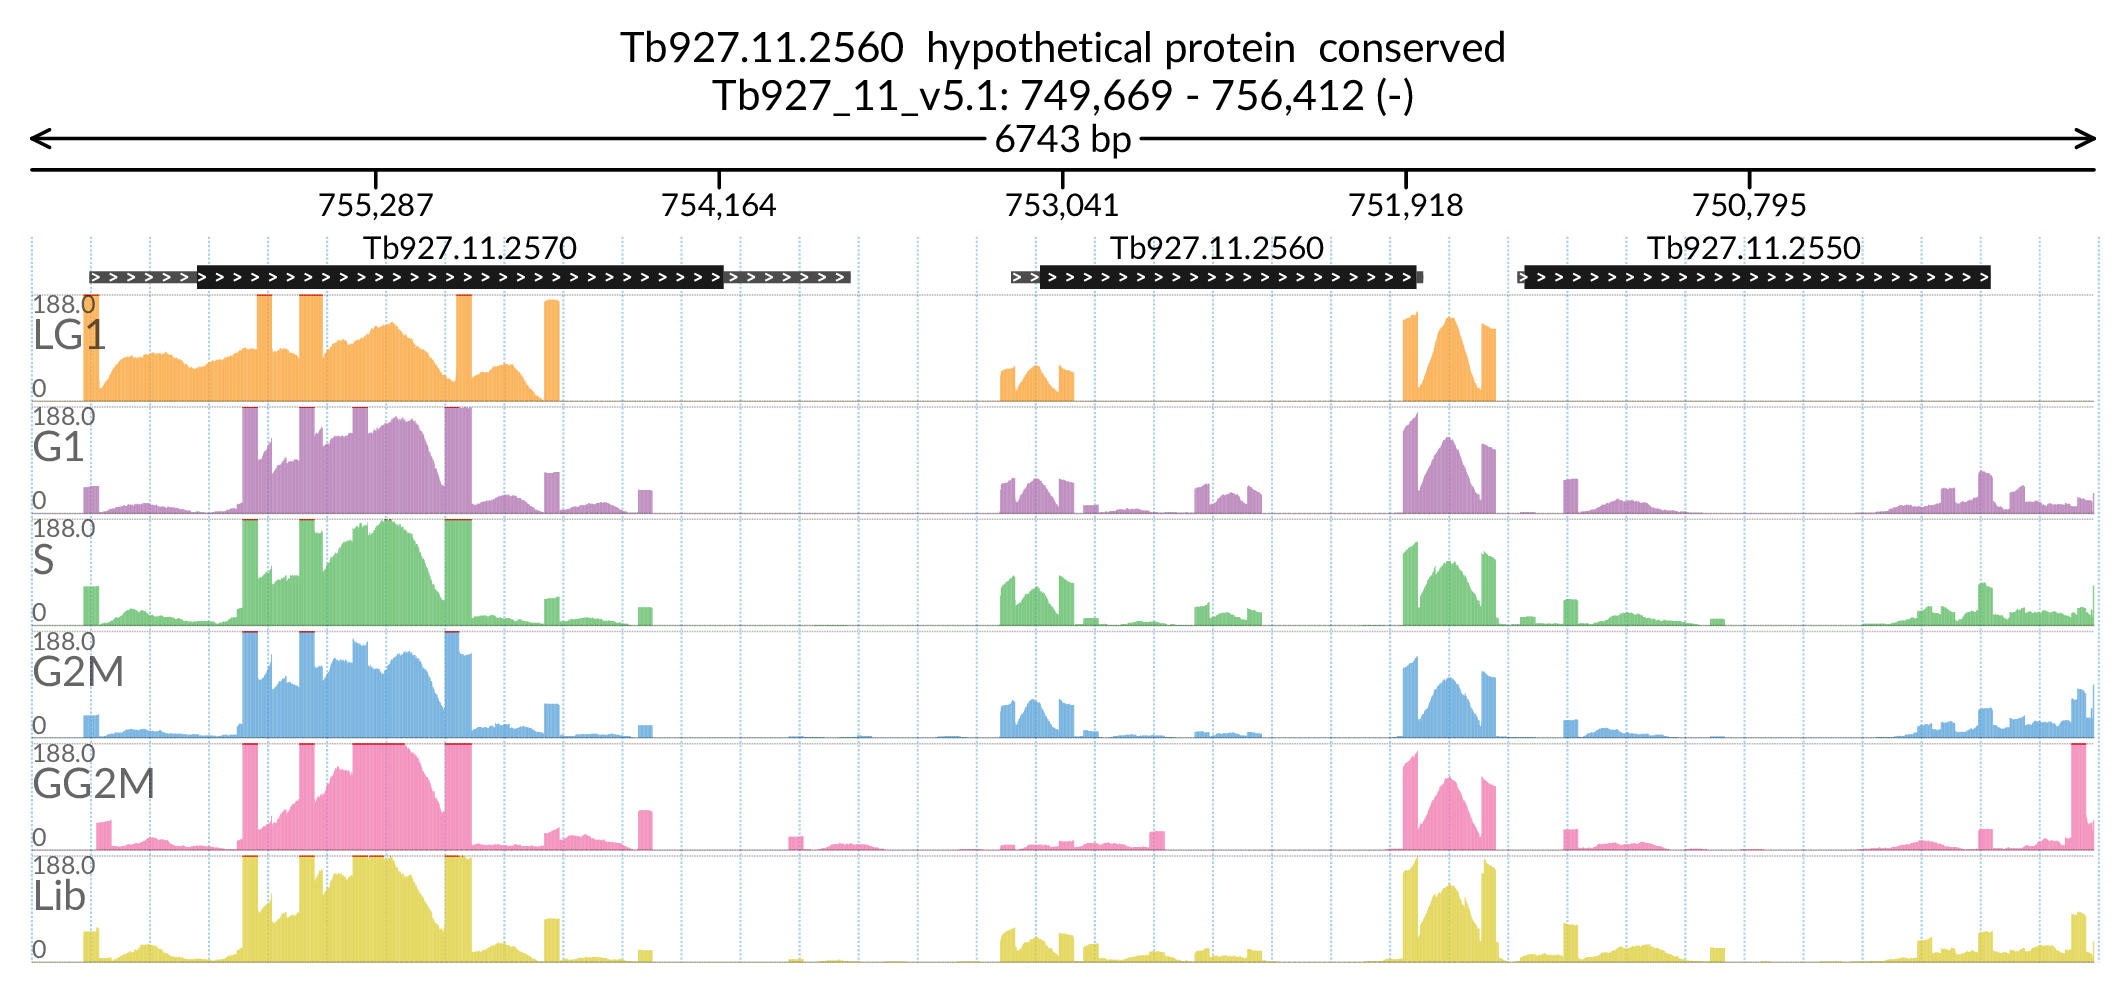 Tb927.11.2560  hypothetical protein  conserved
Tb927_11_v5.1: 749,669 - 756,412 (-)
6743 bp
755,287 754,164 753,041 751,918 750,795
Tb927.11.2570 Tb927.11.2560 Tb927.11.2550
188.0
LG1
0
188.0
G1
0
188.0
S
0
188.0
G2M
0
188.0
GG2M
0
188.0
Lib
0